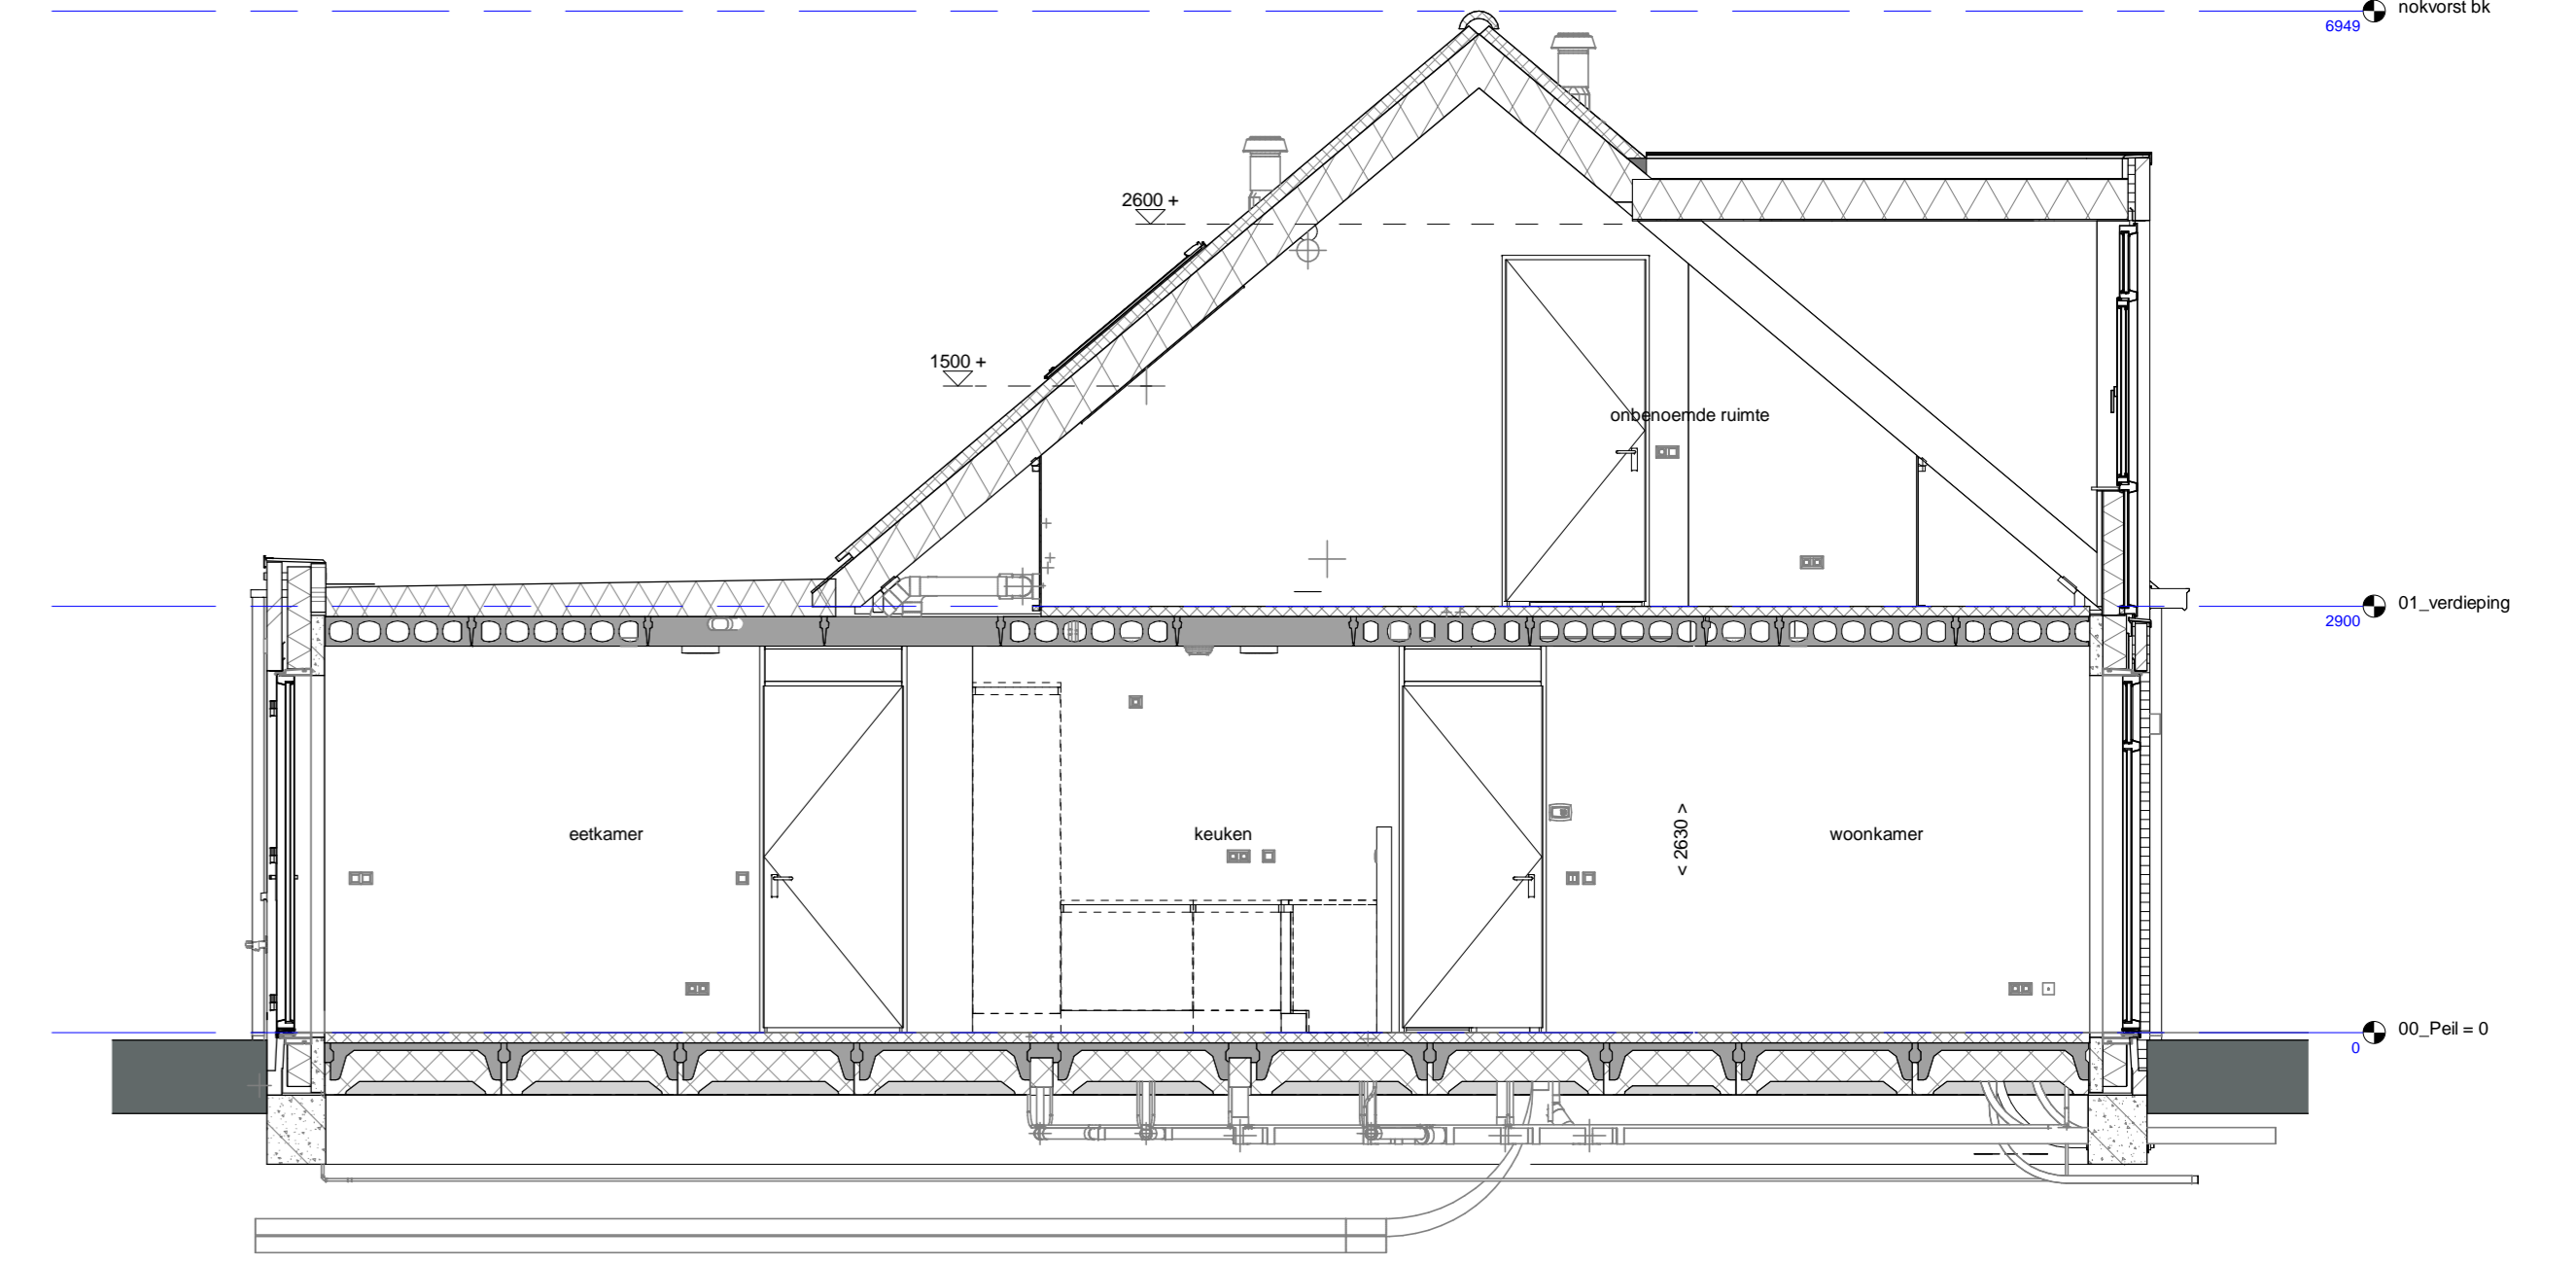 nokvorst bk
6949
2600 +
1500 +
onbenoemde ruimte
01_verdieping
2900
eetkamer
keuken
< 2630 >
woonkamer
00_Peil = 0
0